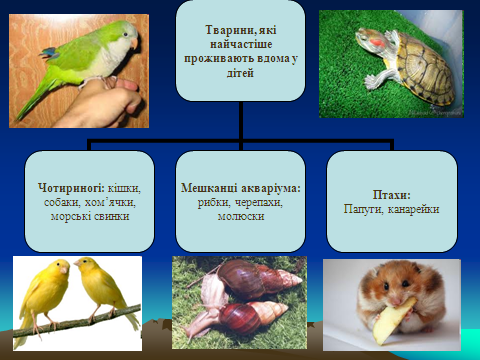 Тварини, які
найчастіше
проживають вдома у
дітей
Чотириногі: кішки,
собаки, хом’ячки,
морські свинки
Мешканці акваріума:
рибки, черепахи,
молюски
Птахи:
Папуги, канарейки